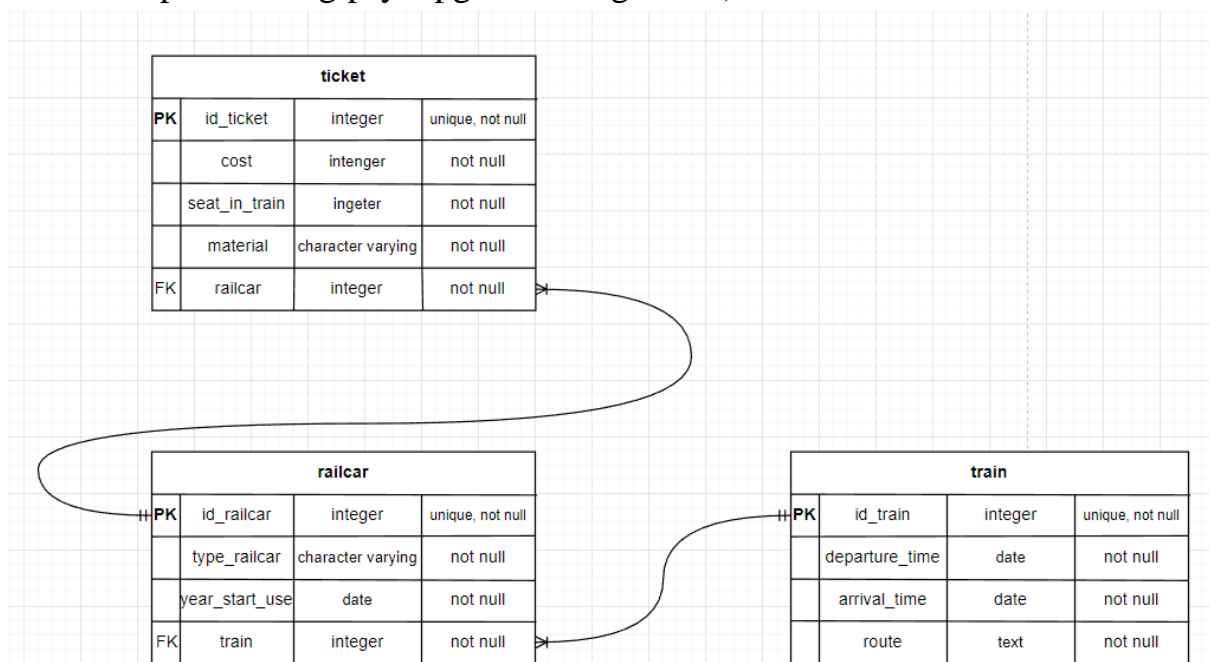 ticket
PK id_ticket integer unique, not null
cost intenger not null
seat_in_train ingeter not null
material character varying not null
FK railcar integer not null
railcar
PK id_railcar integer unique, not null
type_railcar character varying not null
year_start_use date not null
FK train integer not null
train
PK id_train integer unique, not null
departure_time date not null
arrival_time date not null
route text not null